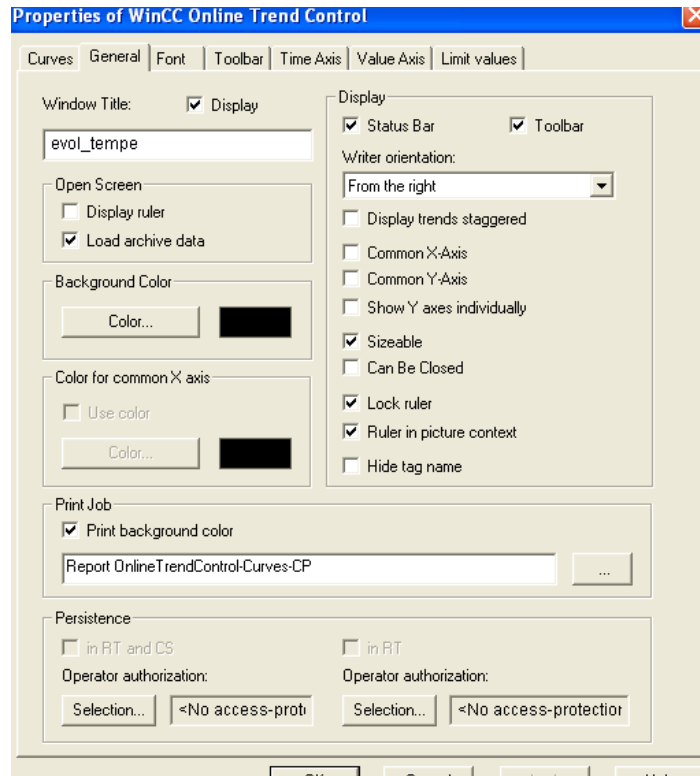 Properties of WinCC Online Trend Control
Curves General Font Toolbar Time Axis Value Axis Limit values
Window Title: Display
evol_tempe
Open Screen
Display ruler
Load archive data
Background Color
Color...
Color for common X axis
Use color
Color...
Display
Status Bar Toolbar
Writer orientation:
From the right
Display trends staggered
Common X-Axis
Common Y-Axis
Show Y axes individually
Sizeable
Can Be Closed
Lock ruler
Ruler in picture context
Hide tag name
Print Job
Print background color
Report OnlineTrendControl-Curves-CP
...
Persistence
in RT and CS in RT
Operator authorization: Operator authorization:
Selection... <No access-prot Selection... <No access-protection